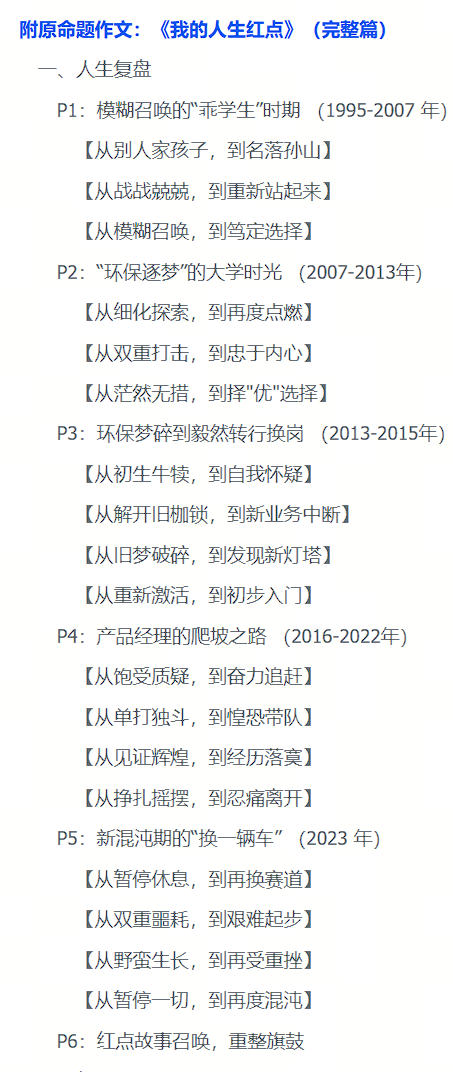 附原命题作文：《我的人生红点》（完整篇）
一、人生复盘
P1：模糊召唤的“乖学生”时期 (1995-2007 年)
【从别人家孩子，到名落孙山】
【从战战兢兢，到重新站起来】
【从模糊召唤，到笃定选择】
P2：“环保逐梦”的大学时光 (2007-2013年)
【从细化探索，到再度点燃】
【从双重打击，到忠于内心】
【从茫然无措，到择"优"选择】
P3：环保梦碎到毅然转行换岗 (2013-2015年)
【从初生牛犊，到自我怀疑】
【从解开旧枷锁，到新业务中断】
【从旧梦破碎，到发现新灯塔】
【从重新激活，到初步入门】
P4：产品经理的爬坡之路 (2016-2022年)
【从饱受质疑，到奋力追赶】
【从单打独斗，到惶恐带队】
【从见证辉煌，到经历落寞】
【从挣扎摇摆，到忍痛离开】
P5：新混沌期的“换一辆车” (2023 年)
【从暂停休息，到再换赛道】
【从双重噩耗，到艰难起步】
【从野蛮生长，到再受重挫】
【从暂停一切，到再度混沌】
P6：红点故事召唤，重整旗鼓